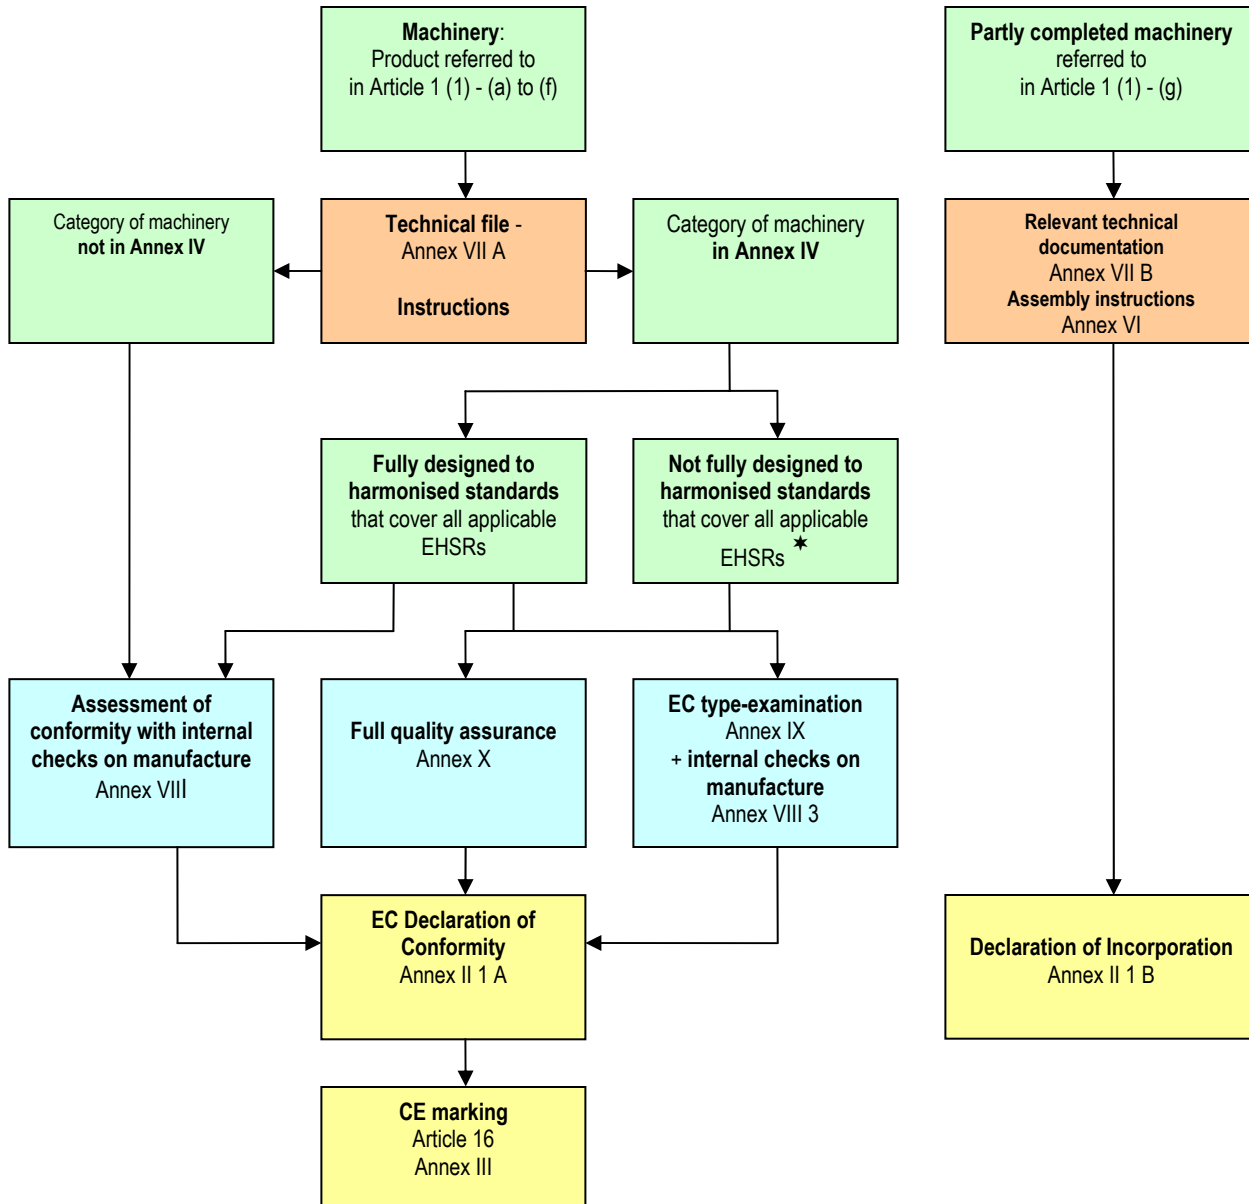 Machinery:
Product referred to
in Article 1 (1) - (a) to (f)
Partly completed machinery
referred to
in Article 1 (1) - (g)
Category of machinery
not in Annex IV
Technical file -
Annex VII A
Instructions
Category of machinery
in Annex IV
Relevant technical
documentation
Annex VII B
Assembly instructions
Annex VI
Fully designed to
harmonised standards
that cover all applicable
EHSRs
Not fully designed to
harmonised standards
that cover all applicable
EHSRs ✶
Assessment of
conformity with internal
checks on manufacture
Annex VIII
Full quality assurance
Annex X
EC type-examination
Annex IX
+ internal checks on
manufacture
Annex VIII 3
EC Declaration of
Conformity
Annex II 1 A
Declaration of Incorporation
Annex II 1 B
CE marking
Article 16
Annex III